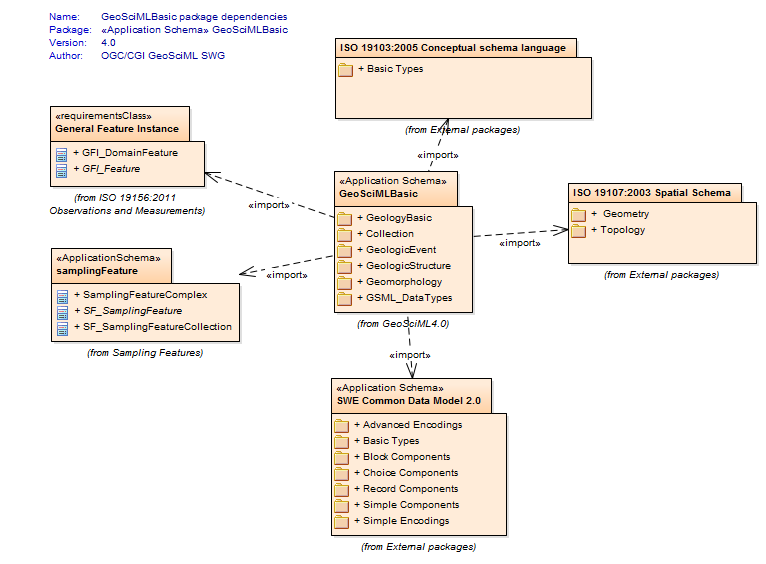 Name: GeoSciMLBasic package dependencies
Package: «Application Schema» GeoSciMLBasic
Version: 4.0
Author: OGC/CGI GeoSciML SWG
ISO 19103:2005 Conceptual schema language
+ Basic Types
(from External packages)
«import»
«requirementsClass»
General Feature Instance
+ GFI_DomainFeature
+ GFI_Feature
(from ISO 19156:2011
Observations and Measurements)
«import»
«Application Schema»
GeoSciMLBasic
+ GeologyBasic
+ Collection
+ GeologicEvent
+ GeologicStructure
+ Geomorphology
+ GSML_DataTypes
(from GeoSciML4.0)
ISO 19107:2003 Spatial Schema
+ Geometry
+ Topology
(from External packages)
«import»
«ApplicationSchema»
samplingFeature
+ SamplingFeatureComplex
+ SF_SamplingFeature
+ SF_SamplingFeatureCollection
(from Sampling Features)
«import»
«import»
«Application Schema»
SWE Common Data Model 2.0
+ Advanced Encodings
+ Basic Types
+ Block Components
+ Choice Components
+ Record Components
+ Simple Components
+ Simple Encodings
(from External packages)